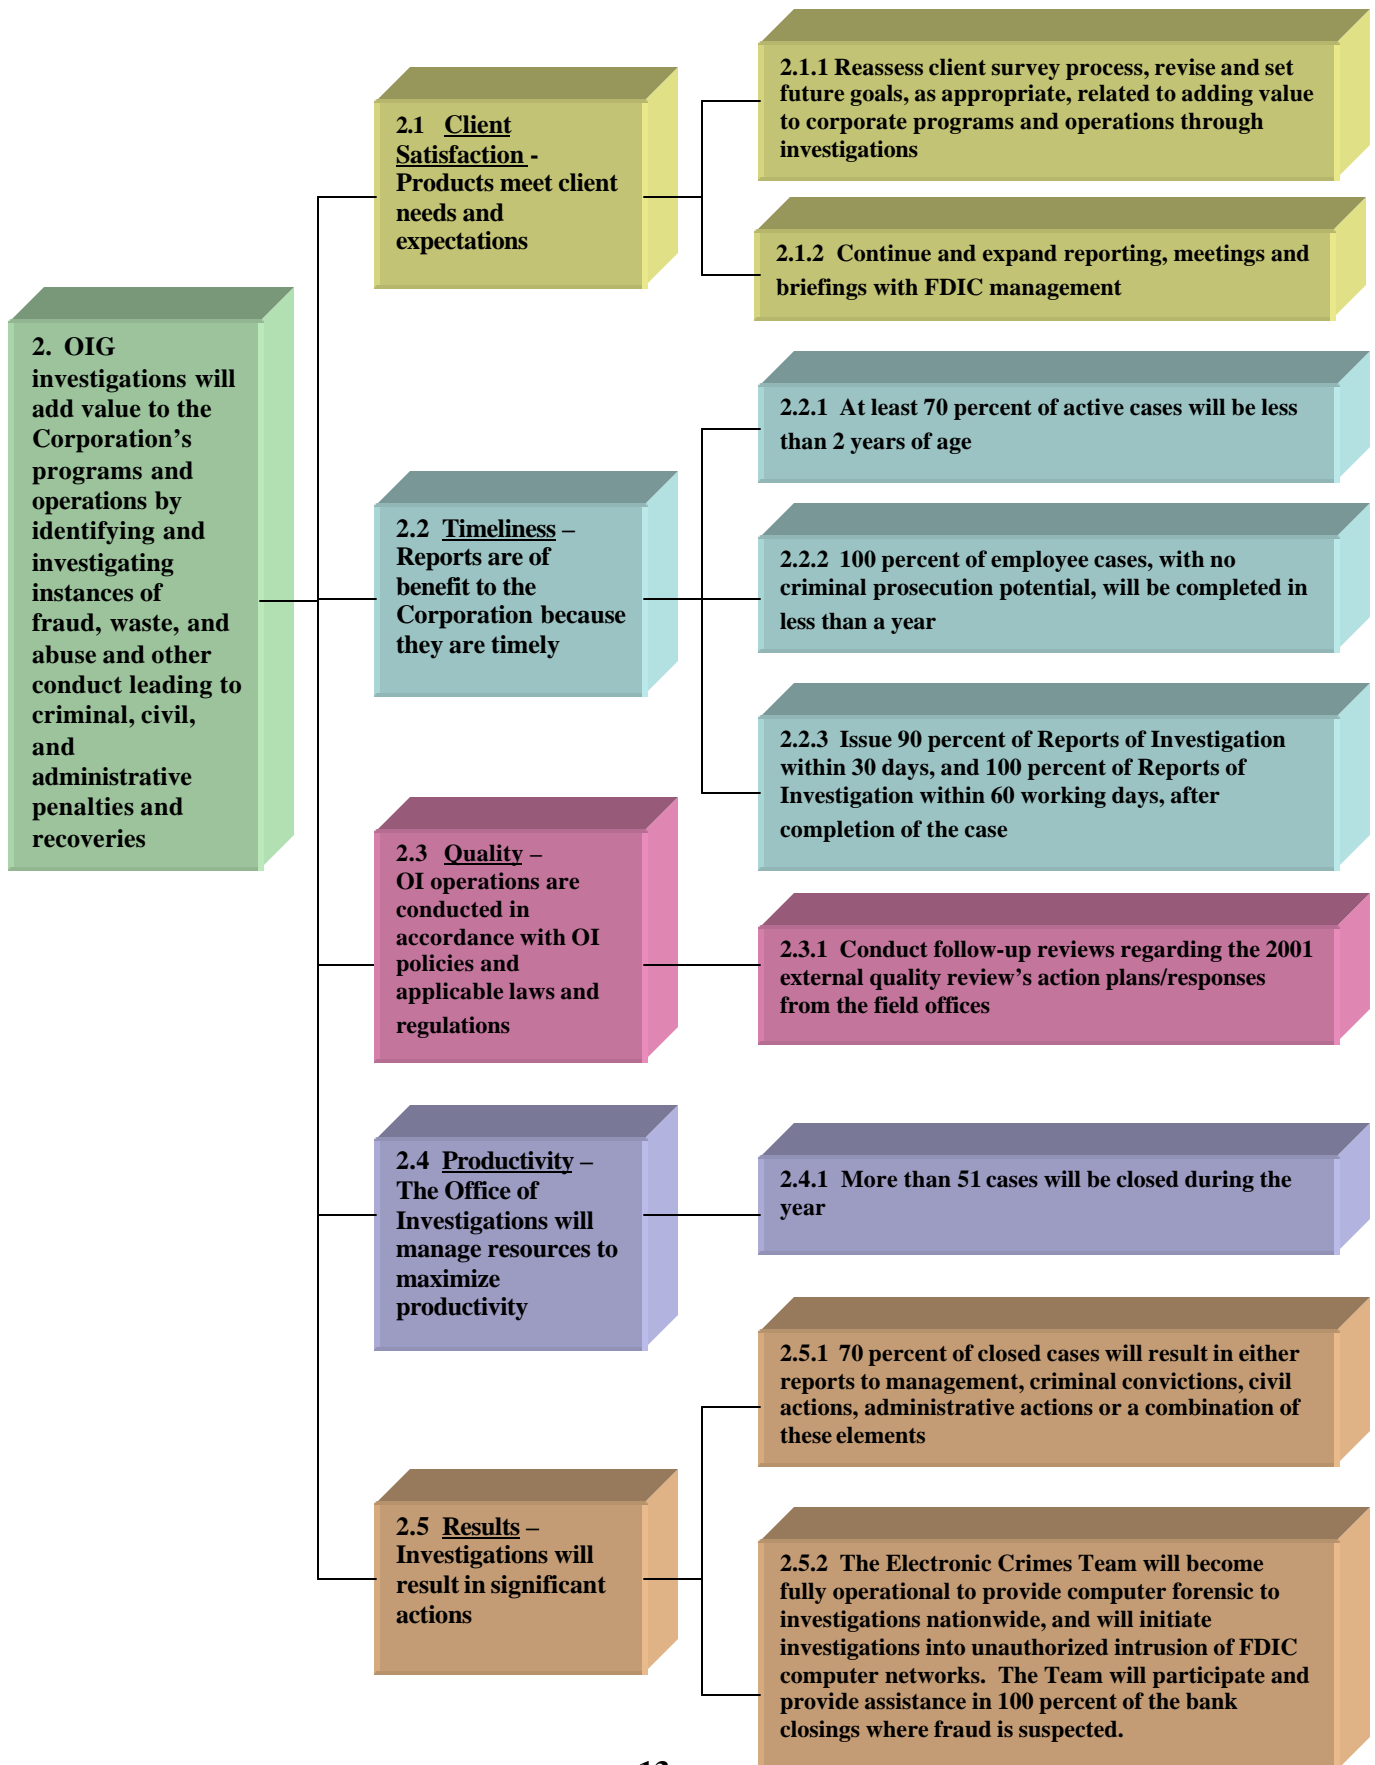 2. OIG
investigations will
add value to the
Corporation’s
programs and
operations by
identifying and
investigating
instances of
fraud, waste, and
abuse and other
conduct leading to
criminal, civil,
and
administrative
penalties and
recoveries
2.1 Client
Satisfaction -
Products meet client
needs and
expectations
2.1.1 Reassess client survey process, revise and set
future goals, as appropriate, related to adding value
to corporate programs and operations through
investigations
2.1.2 Continue and expand reporting, meetings and
briefings with FDIC management
2.2 Timeliness –
Reports are of
benefit to the
Corporation because
they are timely
2.2.1 At least 70 percent of active cases will be less
than 2 years of age
2.2.2 100 percent of employee cases, with no
criminal prosecution potential, will be completed in
less than a year
2.2.3 Issue 90 percent of Reports of Investigation
within 30 days, and 100 percent of Reports of
Investigation within 60 working days, after
completion of the case
2.3 Quality –
OI operations are
conducted in
accordance with OI
policies and
applicable laws and
regulations
2.3.1 Conduct follow-up reviews regarding the 2001
external quality review’s action plans/responses
from the field offices
2.4 Productivity –
The Office of
Investigations will
manage resources to
maximize
productivity
2.4.1 More than 51 cases will be closed during the
year
2.5 Results –
Investigations will
result in significant
actions
2.5.1 70 percent of closed cases will result in either
reports to management, criminal convictions, civil
actions, administrative actions or a combination of
these elements
2.5.2 The Electronic Crimes Team will become
fully operational to provide computer forensic to
investigations nationwide, and will initiate
investigations into unauthorized intrusion of FDIC
computer networks. The Team will participate and
provide assistance in 100 percent of the bank
closings where fraud is suspected.